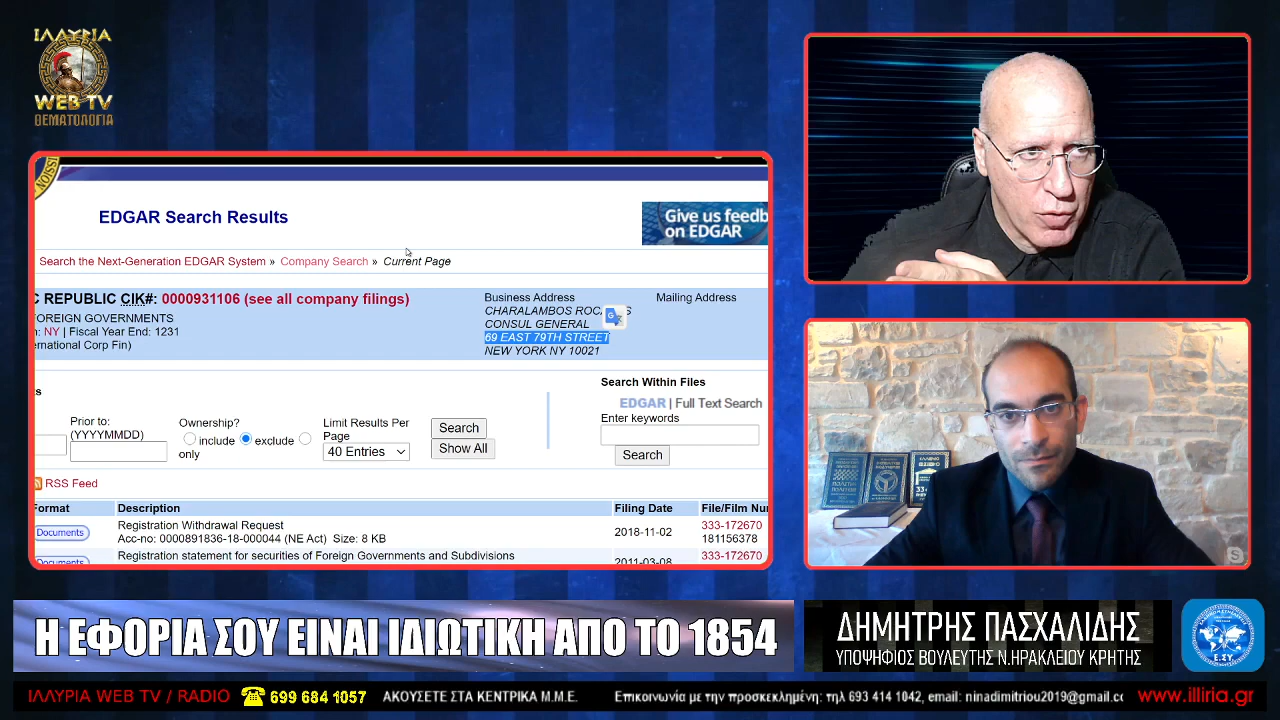 ΙΛΛΥΡΙΑ
WEB TV
ΘΕΜΑΤΟΛΟΓΙΑ
EDGAR Search Results
Give us feedb
on EDGAR
Search the Next-Generation EDGAR System » Company Search » Current Page
C REPUBLIC CIK#: 0000931106 (see all company filings)
OREIGN GOVERNMENTS
n: NY | Fiscal Year End: 1231
ernational Corp Fin)
Business Address
CHARALAMBOS ROC
CONSUL GENERAL
69 EAST 79TH STREET
NEW YORK NY 10021
Mailing Address
Prior to:
(YYYYMMDD)
Ownership?
include exclude
only
Limit Results Per
Page
40 Entries
Search
Show All
Search Within Files
EDGAR | Full Text Search
Enter keywords
Search
RSS Feed
Format Description Filing Date File/Film Nu
Documents
Registration Withdrawal Request
Acc-no: 0000891836-18-000044 (NE Act) Size: 8 KB
2018-11-02
333-172670
181156378
Documents
Registration statement for securities of Foreign Governments and Subdivisions
2011-03-08
333-172670
Η ΕΦΟΡΙΑ ΣΟΥ ΕΙΝΑΙ ΙΔΙΩΤΙΚΗ ΑΠΟ ΤΟ 1854
ΔΗΜΗΤΡΗΣ ΠΑΣΧΑΛΙΔΗΣ
ΥΠΟΨΗΦΙΟΣ ΒΟΥΛΕΥΤΗΣ Ν.ΗΡΑΚΛΕΙΟΥ ΚΡΗΤΗΣ
Ε.ΣΥ.
ΙΛΛΥΡΙΑ WEB TV / RADIO ☎ 699 684 1057 ΑΚΟΥΣΕΤΕ ΣΤΑ ΚΕΝΤΡΙΚΑ Μ.Μ.Ε. Επικοινωνία με την προσκεκλημένη: τηλ 693 414 1042, email: ninadimitriou2019@gmail.cc www.illiria.gr